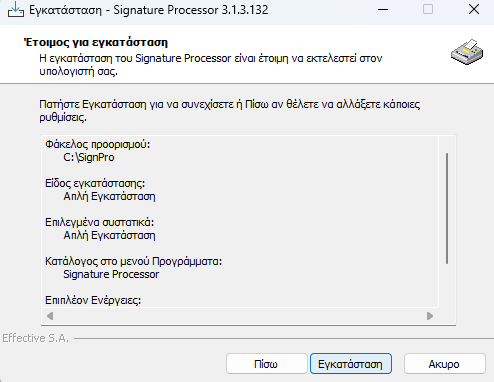 Εγκατάσταση - Signature Processor 3.1.3.132
Έτοιμος για εγκατάσταση
Η εγκατάσταση του Signature Processor είναι έτοιμη να εκτελεστεί στον
υπολογιστή σας.
Πατήστε Εγκατάσταση για να συνεχίσετε ή Πίσω αν θέλετε να αλλάξετε κάποιες
ρυθμίσεις.
Φάκελος προορισμού:
C:\SignPro
Είδος εγκατάστασης:
Απλή Εγκατάσταση
Επιλεγμένα συστατικά:
Απλή Εγκατάσταση
Κατάλογος στο μενού Προγράμματα:
Signature Processor
Επιπλέον Ενέργειες:
Effective S.A.
Πίσω
Εγκατάσταση
Ακυρο